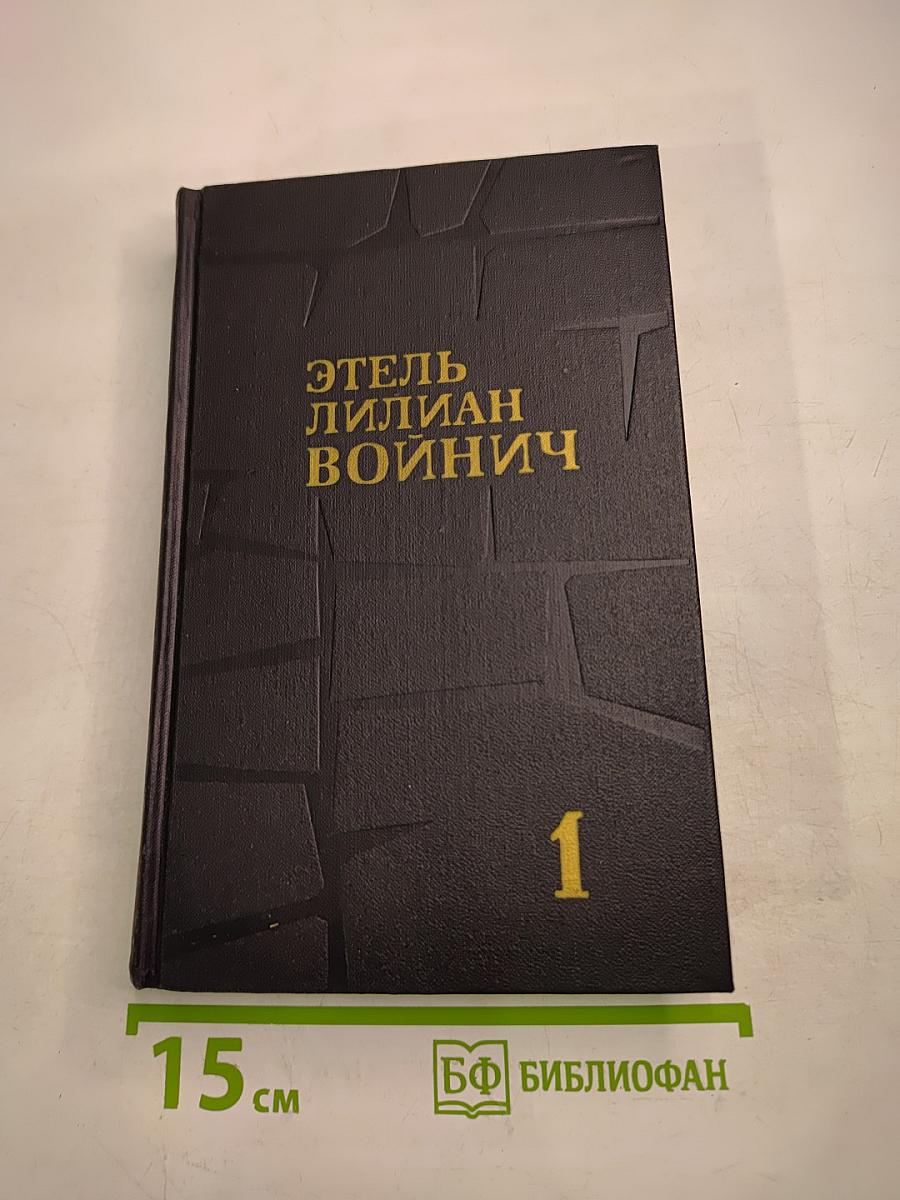 ЭТЕЛЬ
ЛИЛИАН
ВОЙНИЧ
1
15 см
БФ БИБЛИОФАН